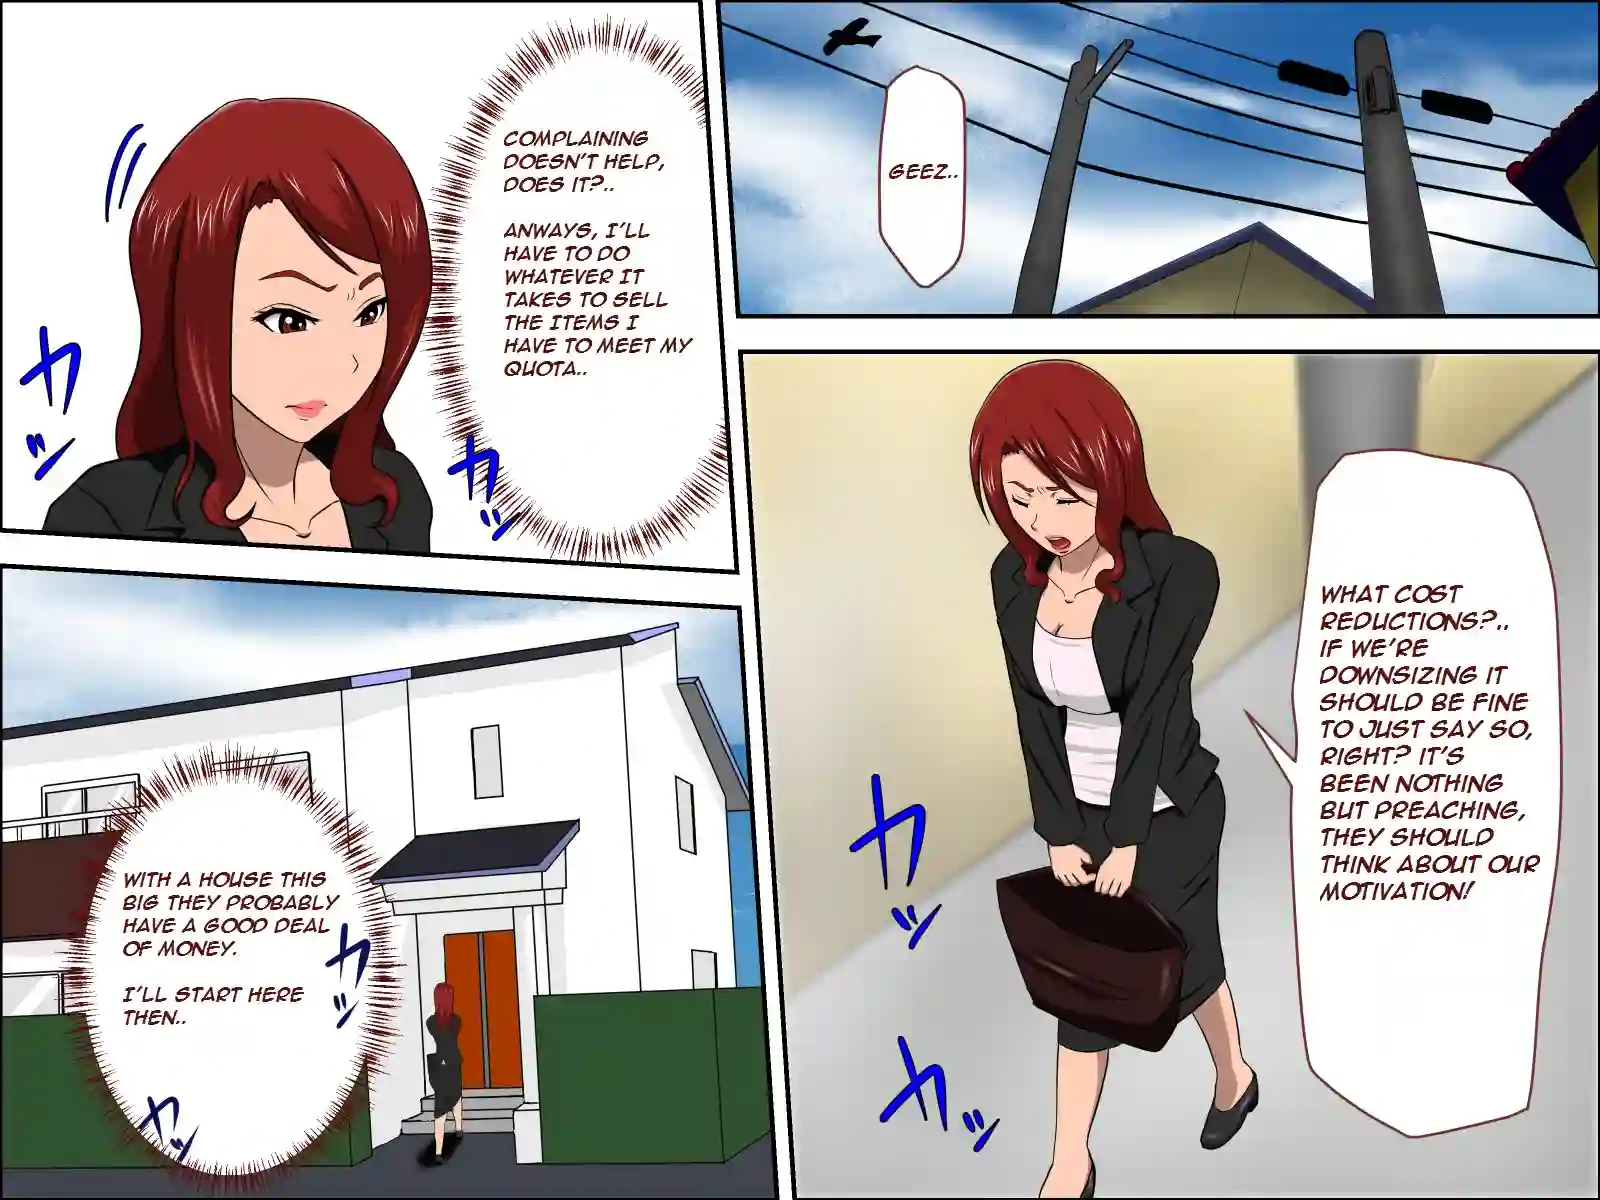 GEEZ..
WHAT COST
REDUCTIONS?..
IF WE'RE
DOWNSIZING IT
SHOULD BE FINE
TO JUST SAY SO,
RIGHT? IT'S
BEEN NOTHING
BUT PREACHING,
THEY SHOULD
THINK ABOUT OUR
MOTIVATION!
カッ
カッ
COMPLAINING
DOESN'T HELP,
DOES IT?..
ANWAYS, I'LL
HAVE TO DO
WHATEVER IT
TAKES TO SELL
THE ITEMS I
HAVE TO MEET MY
QUOTA..
カッ
カッ
WITH A HOUSE THIS
BIG THEY PROBABLY
HAVE A GOOD DEAL
OF MONEY.
I'LL START HERE
THEN..
カッ
カッ